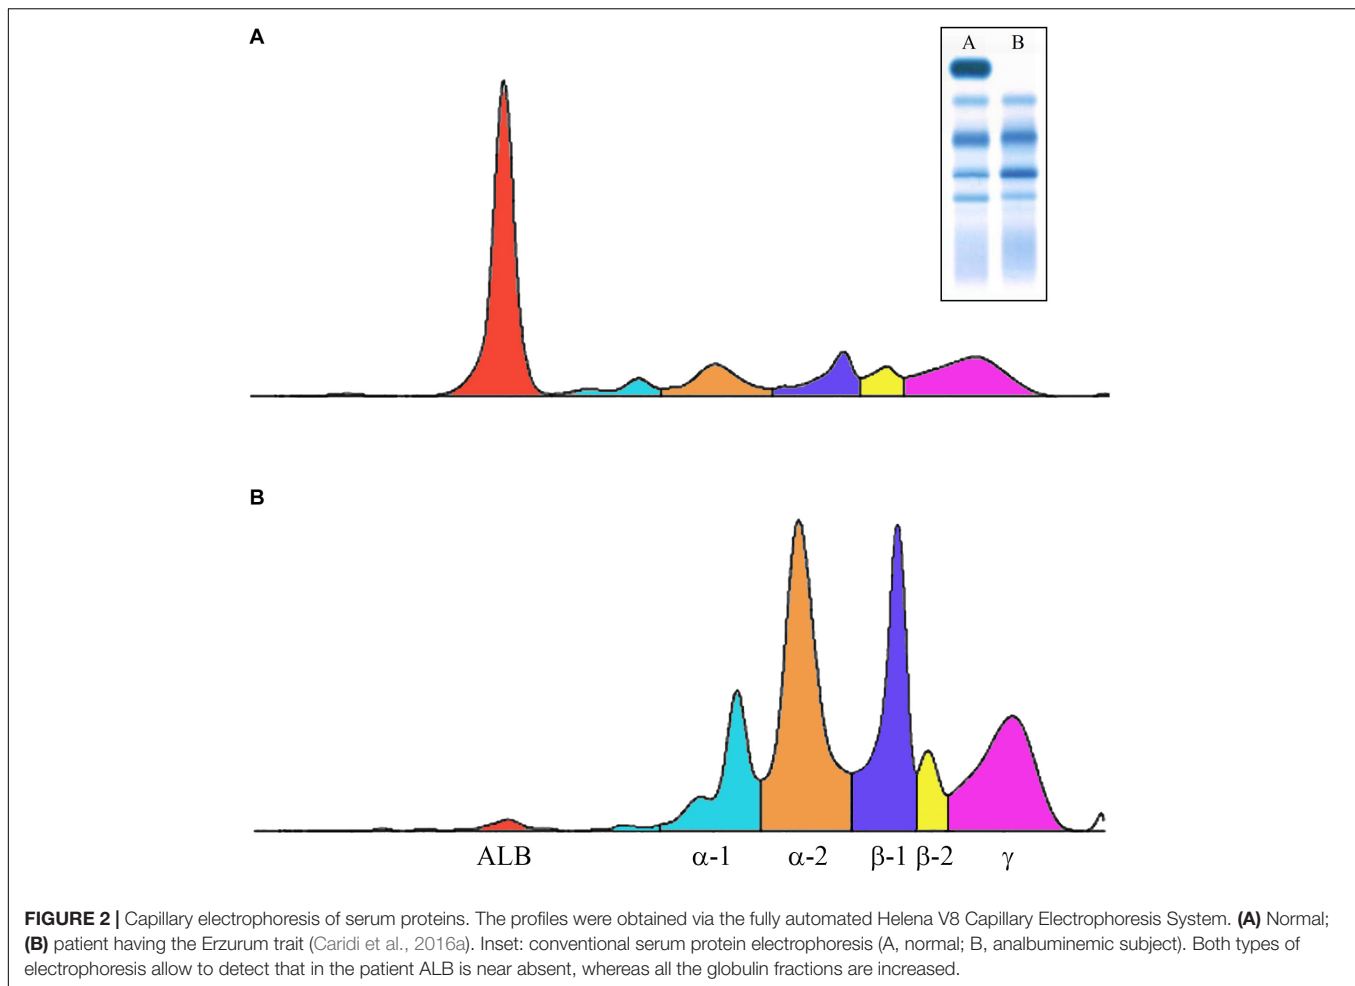 A
A B
B
ALB α-1 α-2 β-1 β-2 γ
FIGURE 2 | Capillary electrophoresis of serum proteins. The profiles were obtained via the fully automated Helena V8 Capillary Electrophoresis System. (A) Normal;
(B) patient having the Erzurum trait (Caridi et al., 2016a). Inset: conventional serum protein electrophoresis (A, normal; B, analbuminemic subject). Both types of
electrophoresis allow to detect that in the patient ALB is near absent, whereas all the globulin fractions are increased.